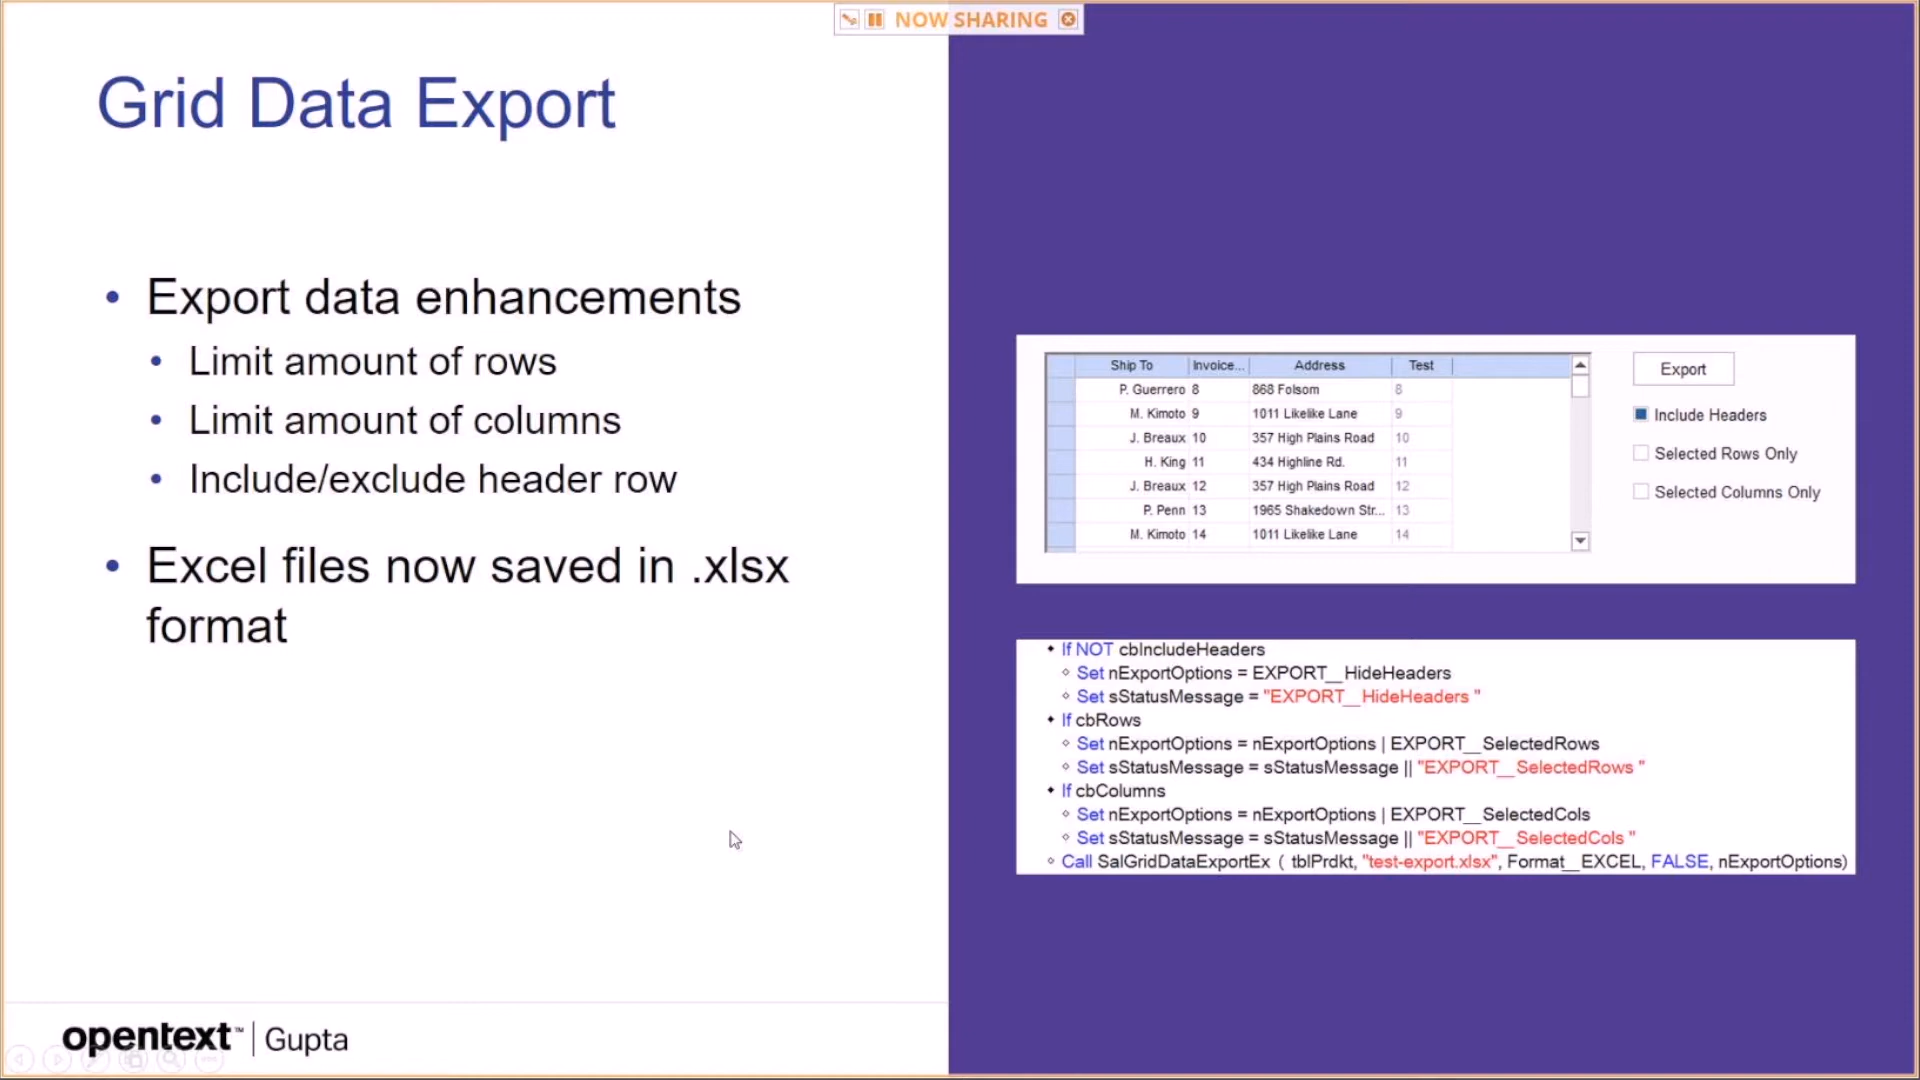 NOW SHARING
Grid Data Export
• Export data enhancements
• Limit amount of rows
• Limit amount of columns
• Include/exclude header row
• Excel files now saved in .xlsx
format
Ship To Invoice... Address Test
P. Guerrero 8 868 Folsom 8
M. Kimoto 9 1011 Likelike Lane 9
J. Breaux 10 357 High Plains Road 10
H. King 11 434 Highline Rd. 11
J. Breaux 12 357 High Plains Road 12
P. Penn 13 1965 Shakedown Str... 13
M. Kimoto 14 1011 Likelike Lane 14
Export
Include Headers
Selected Rows Only
Selected Columns Only
If NOT cbIncludeHeaders
Set nExportOptions = EXPORT__HideHeaders
Set sStatusMessage = "EXPORT__HideHeaders "
If cbRows
Set nExportOptions = nExportOptions | EXPORT__SelectedRows
Set sStatusMessage = sStatusMessage || "EXPORT__SelectedRows "
If cbColumns
Set nExportOptions = nExportOptions | EXPORT__SelectedCols
Set sStatusMessage = sStatusMessage || "EXPORT__SelectedCols "
Call SalGridDataExportEx ( tblPrdkt, "test-export.xlsx", Format__EXCEL, FALSE, nExportOptions)
opentext™ | Gupta